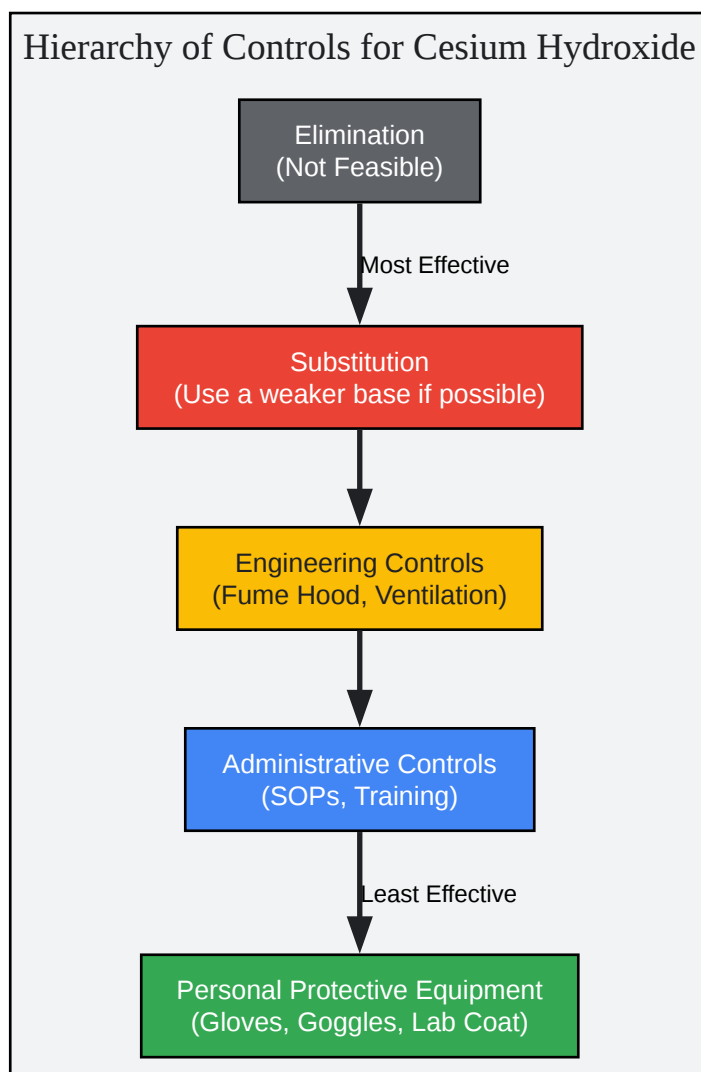 Hierarchy of Controls for Cesium Hydroxide
Elimination
(Not Feasible)
Most Effective
Substitution
(Use a weaker base if possible)
Engineering Controls
(Fume Hood, Ventilation)
Administrative Controls
(SOPs, Training)
Least Effective
Personal Protective Equipment
(Gloves, Goggles, Lab Coat)